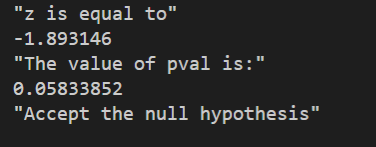 "z is equal to"
-1.893146
"The value of pval is:"
0.05833852
"Accept the null hypothesis"